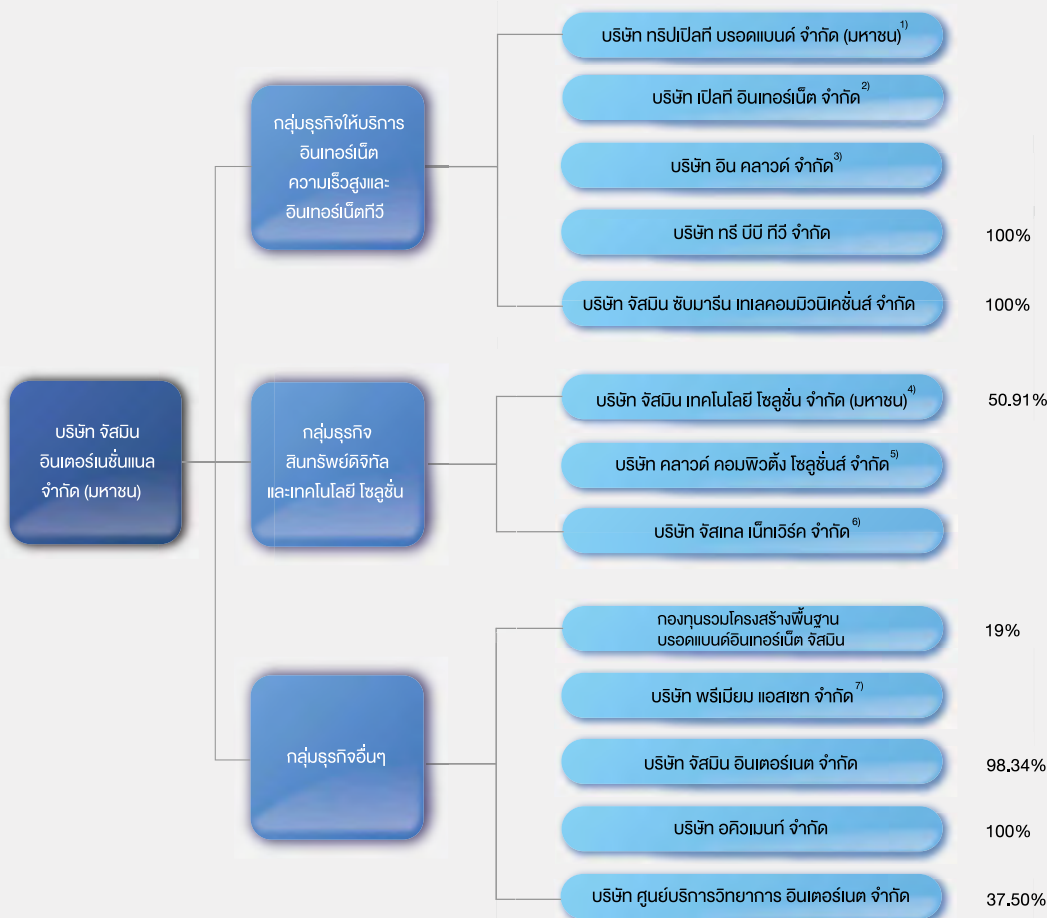 บริษัท จัสมิน
อินเตอร์เนชั่นแนล
จำกัด (มหาชน)
กลุ่มธุรกิจให้บริการ
อินเทอร์เน็ต
ความเร็วสูงและ
อินเทอร์เน็ตทีวี
บริษัท ทริปเปิลที บรอดแบนด์ จำกัด (มหาชน)1)
บริษัท เปิลที อินเทอร์เน็ต จำกัด2)
บริษัท อิน คลาวด์ จำกัด3)
บริษัท ทรี บีบี ทีวี จำกัด 100%
บริษัท จัสมิน ซับมารีน เทเลคอมมิวนิเคชั่นส์ จำกัด 100%
กลุ่มธุรกิจ
สินทรัพย์ดิจิทัล
และเทคโนโลยี โซลูชั่น
บริษัท จัสมิน เทคโนโลยี โซลูชั่น จำกัด (มหาชน)4) 50.91%
บริษัท คลาวด์ คอมพิวติ้ง โซลูชั่นส์ จำกัด5)
บริษัท จัสเทล เน็ทเวิร์ค จำกัด6)
กลุ่มธุรกิจอื่นๆ
กองทุนรวมโครงสร้างพื้นฐาน
บรอดแบนด์อินเทอร์เน็ต จัสมิน 19%
บริษัท พรีเมียม แอสเซท จำกัด7)
บริษัท จัสมิน อินเตอร์เนต จำกัด 98.34%
บริษัท อคิวเมนท์ จำกัด 100%
บริษัท ศูนย์บริการวิทยาการ อินเตอร์เนต จำกัด 37.50%